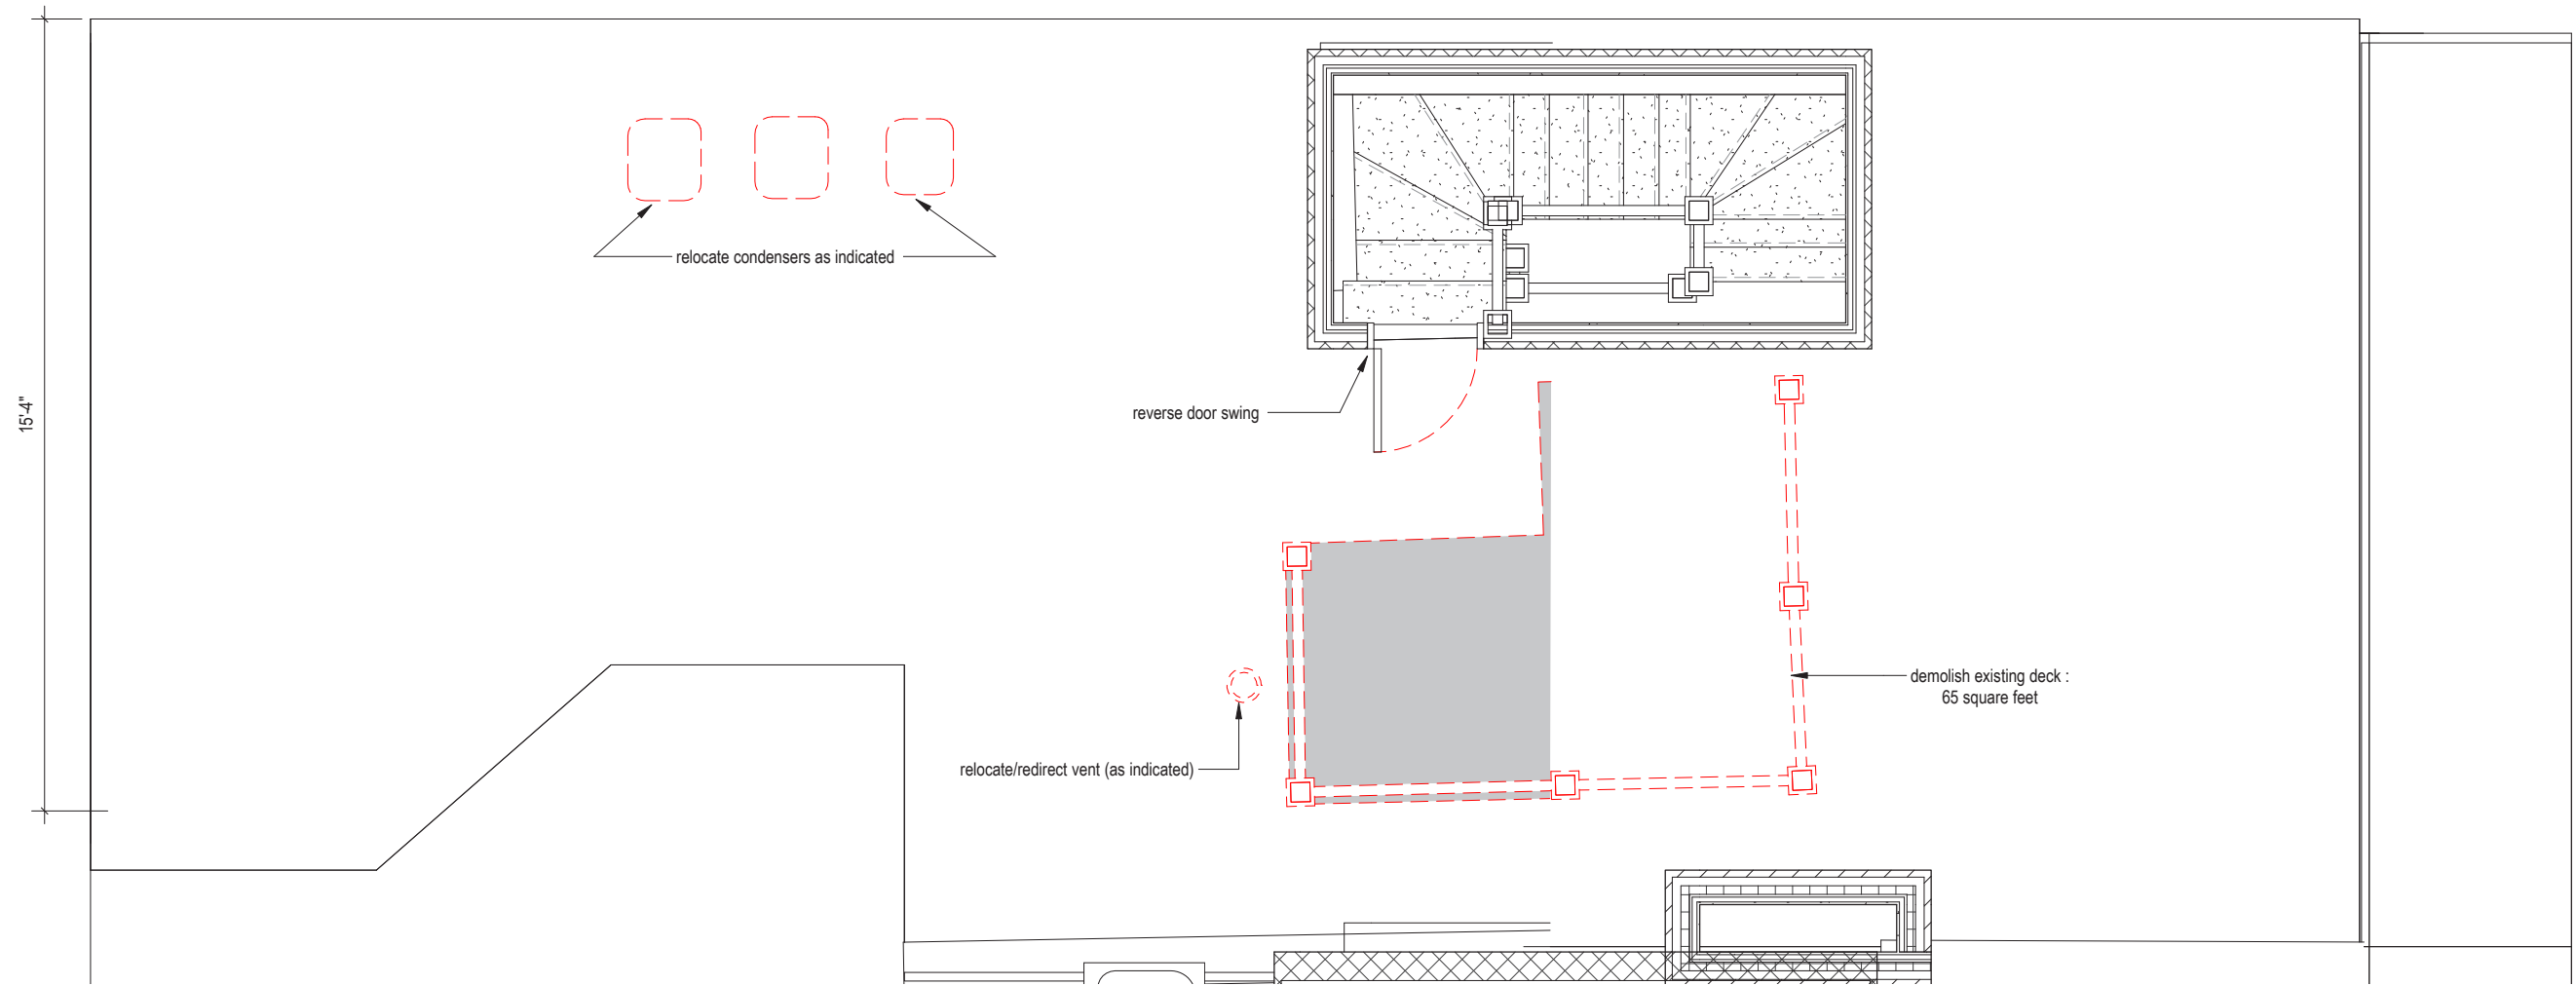 relocate condensers as indicated
15'-4"
reverse door swing
demolish existing deck :
65 square feet
relocate/redirect vent (as indicated)